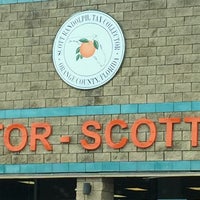 SCOTT RANDOLPH, TAX COLLECTOR
ORANGE COUNTY, FLORIDA
TOR - SCOTT